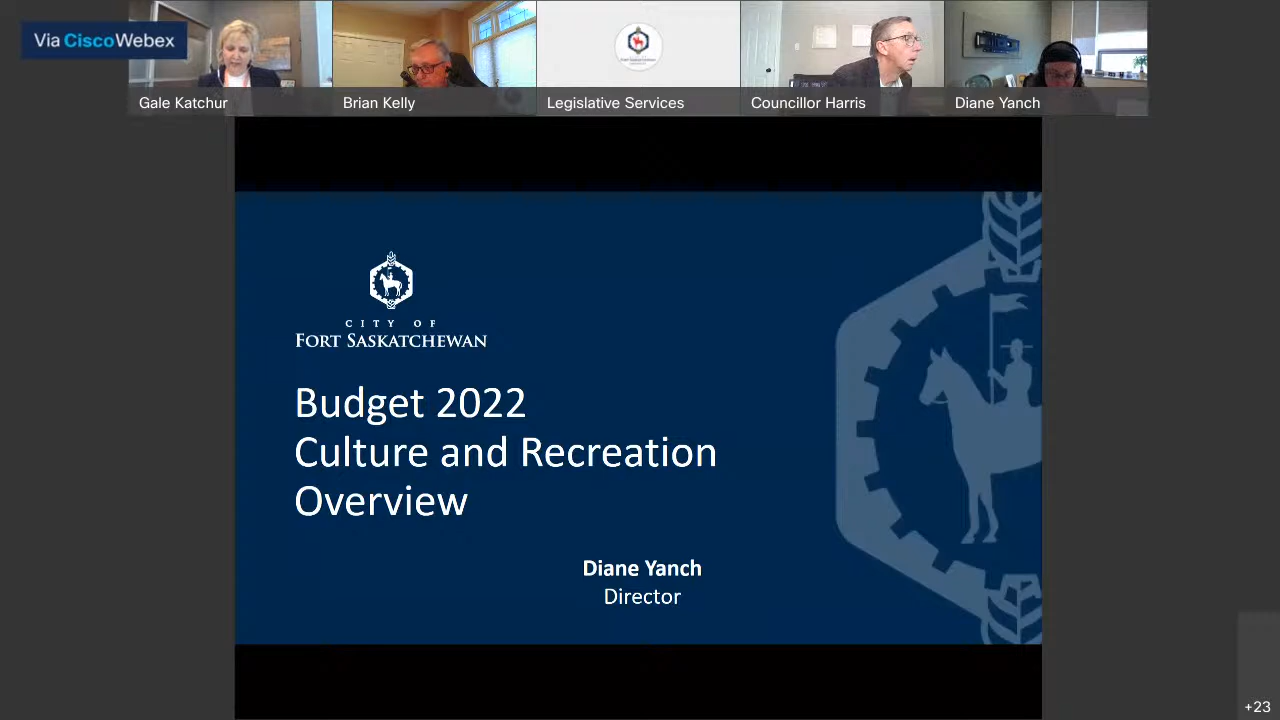 Via CiscoWebex
Gale Katchur
Brian Kelly
Legislative Services
Councillor Harris
Diane Yanch
CITY OF
FORT SASKATCHEWAN
Budget 2022
Culture and Recreation
Overview
Diane Yanch
Director
+23